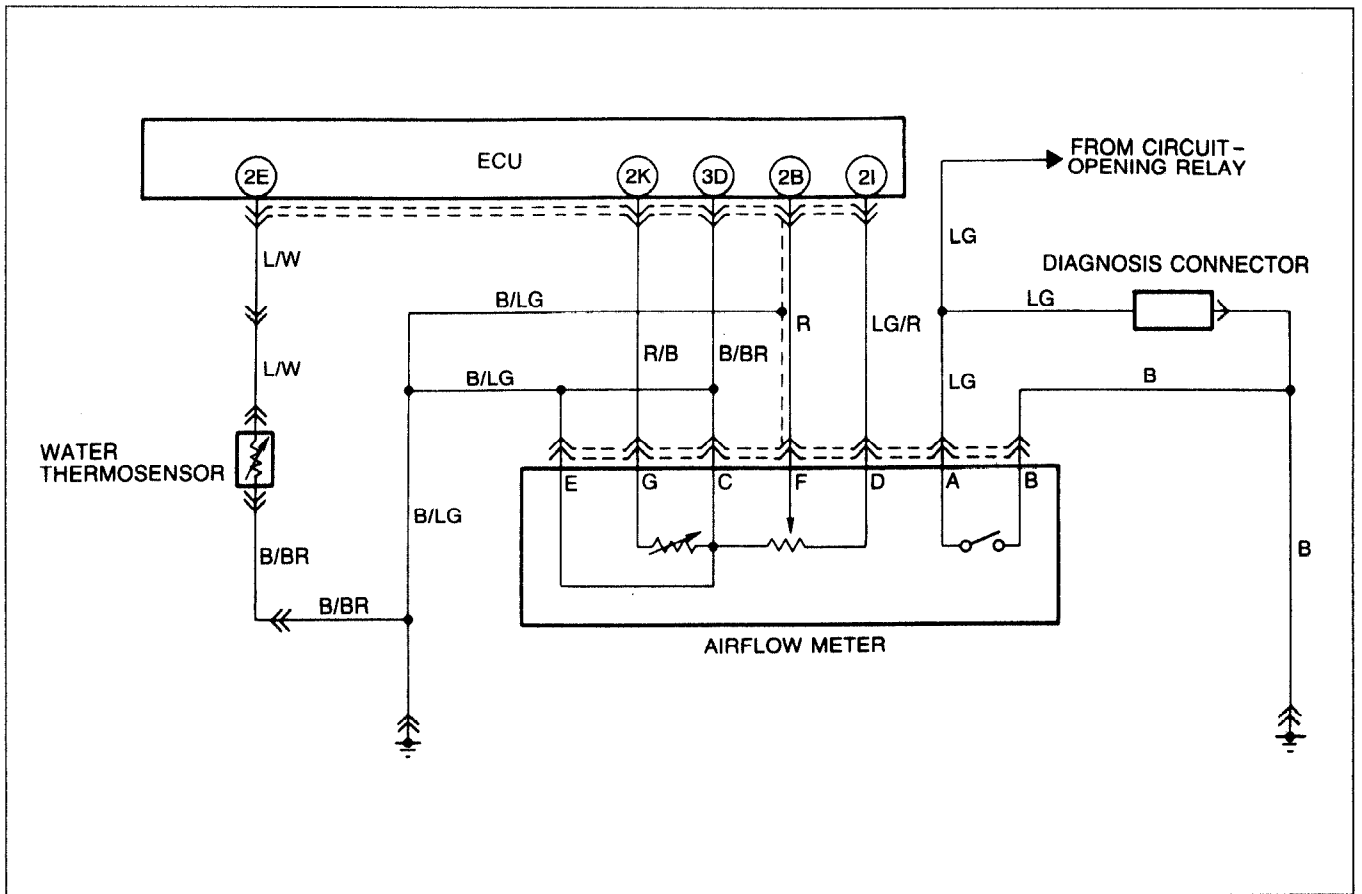 ECU
2E
2K
3D
2B
2I
FROM CIRCUIT-
OPENING RELAY
LG
L/W
DIAGNOSIS CONNECTOR
B/LG
LG
R
LG/R
R/B
B/BR
L/W
B/LG
LG
B
WATER
THERMOSENSOR
E
G
C
F
D
A
B
B/LG
B/BR
B
B/BR
AIRFLOW METER